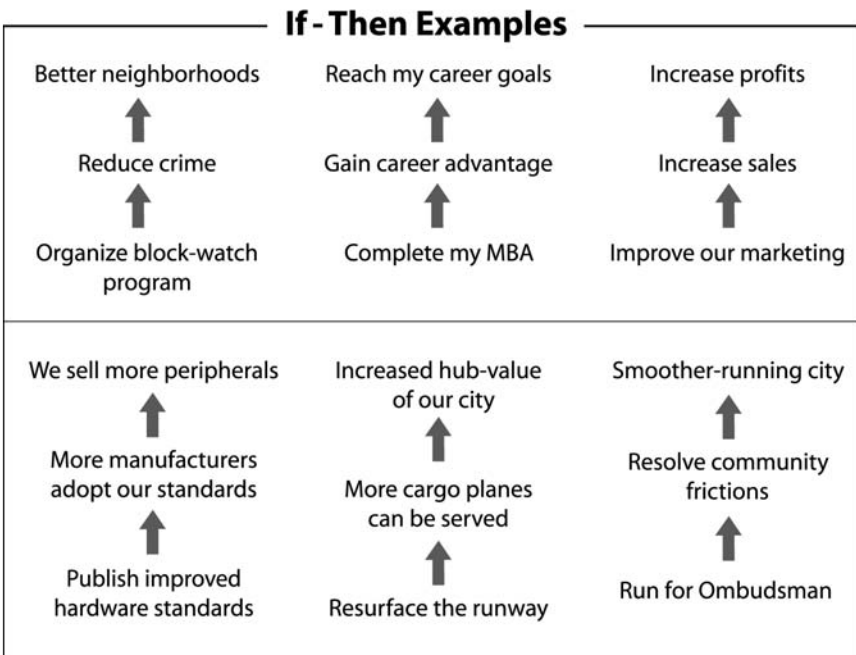 If - Then Examples
Better neighborhoods
Reduce crime
Organize block-watch
program
Reach my career goals
Gain career advantage
Complete my MBA
Increase profits
Increase sales
Improve our marketing
We sell more peripherals
More manufacturers
adopt our standards
Publish improved
hardware standards
Increased hub-value
of our city
More cargo planes
can be served
Resurface the runway
Smoother-running city
Resolve community
frictions
Run for Ombudsman